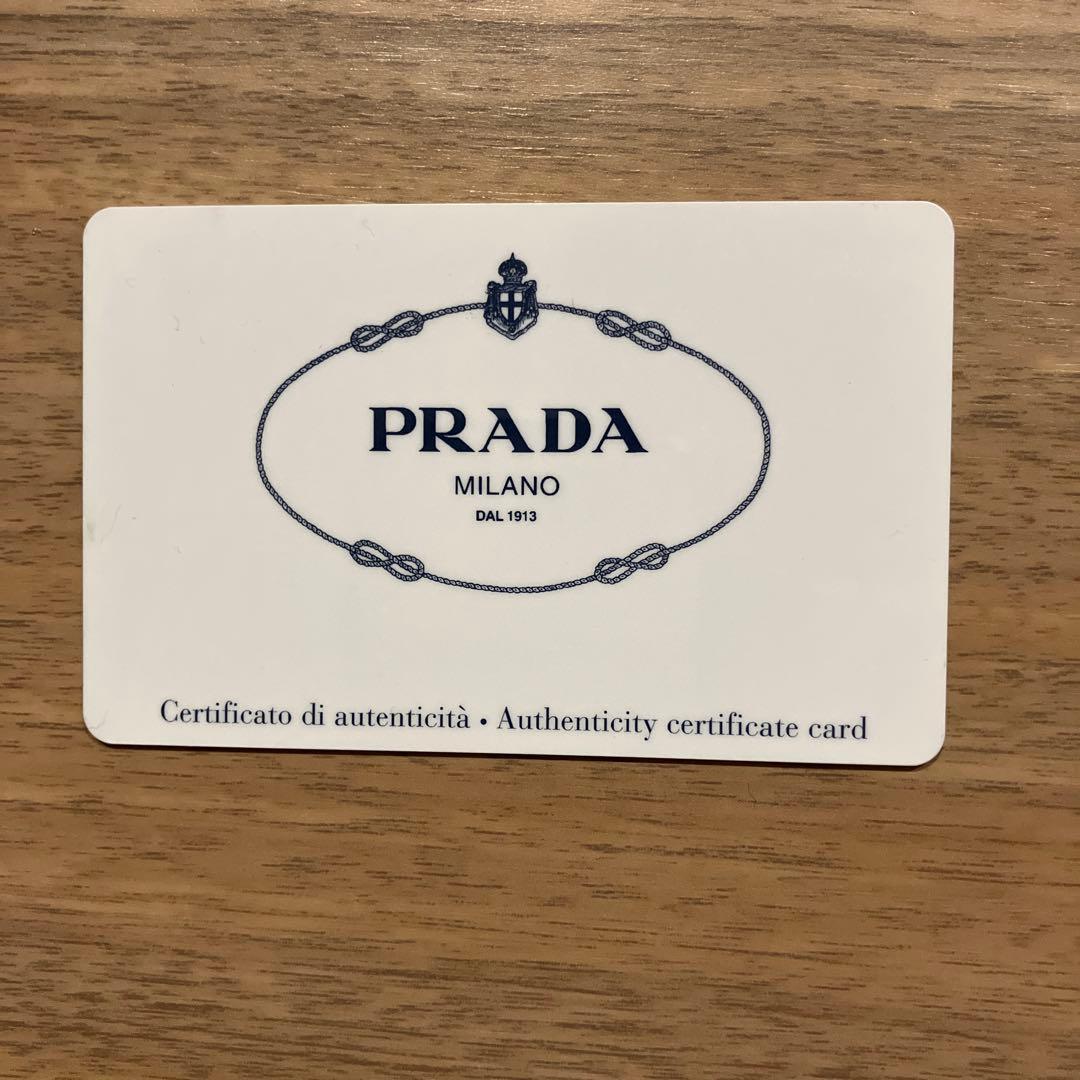 PRADA
MILANO
DAL 1913
Certificato di autenticità • Authenticity certificate card